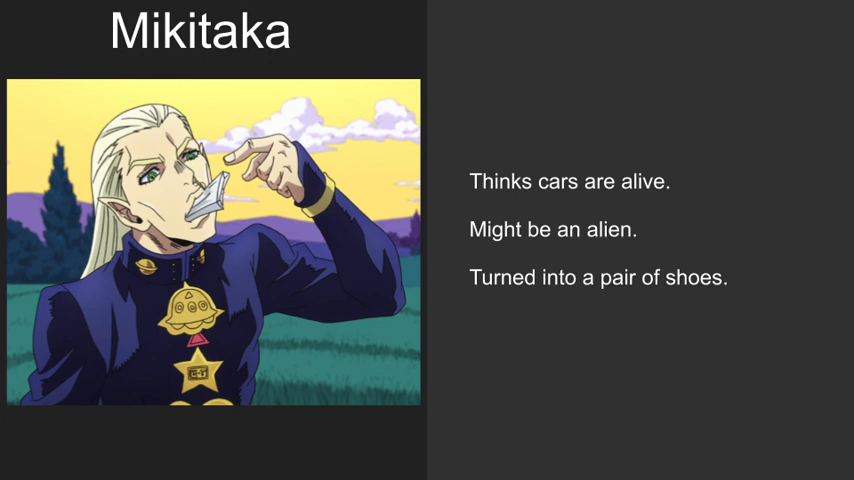 Mikitaka
Thinks cars are alive.
Might be an alien.
Turned into a pair of shoes.